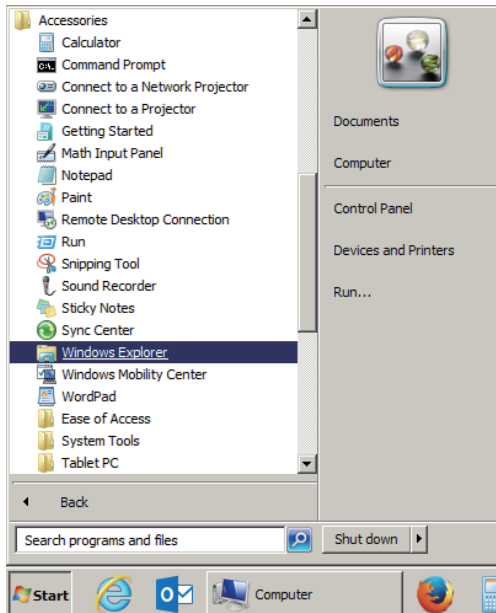 Accessories
Calculator
Command Prompt
Connect to a Network Projector
Connect to a Projector
Getting Started
Math Input Panel
Notepad
Paint
Remote Desktop Connection
Run
Snipping Tool
Sound Recorder
Sticky Notes
Sync Center
Windows Explorer
Windows Mobility Center
WordPad
Ease of Access
System Tools
Tablet PC
Back
Search programs and files
Documents
Computer
Control Panel
Devices and Printers
Run...
Shut down
Start
Computer